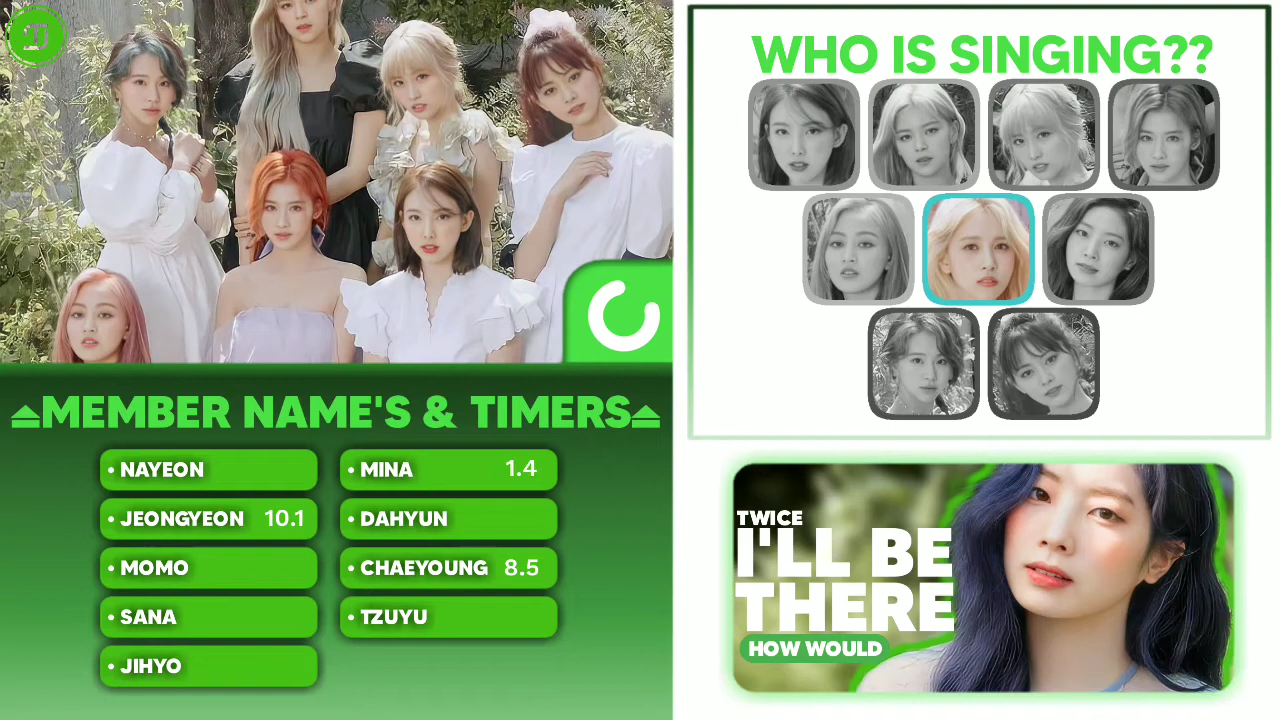 WHO IS SINGING??
⏏MEMBER NAME'S & TIMERS⏏
• NAYEON
• JEONGYEON 10.1
• MOMO
• SANA
• JIHYO
• MINA 1.4
• DAHYUN
• CHAEYOUNG 8.5
• TZUYU
TWICE
I'LL BE
THERE
HOW WOULD